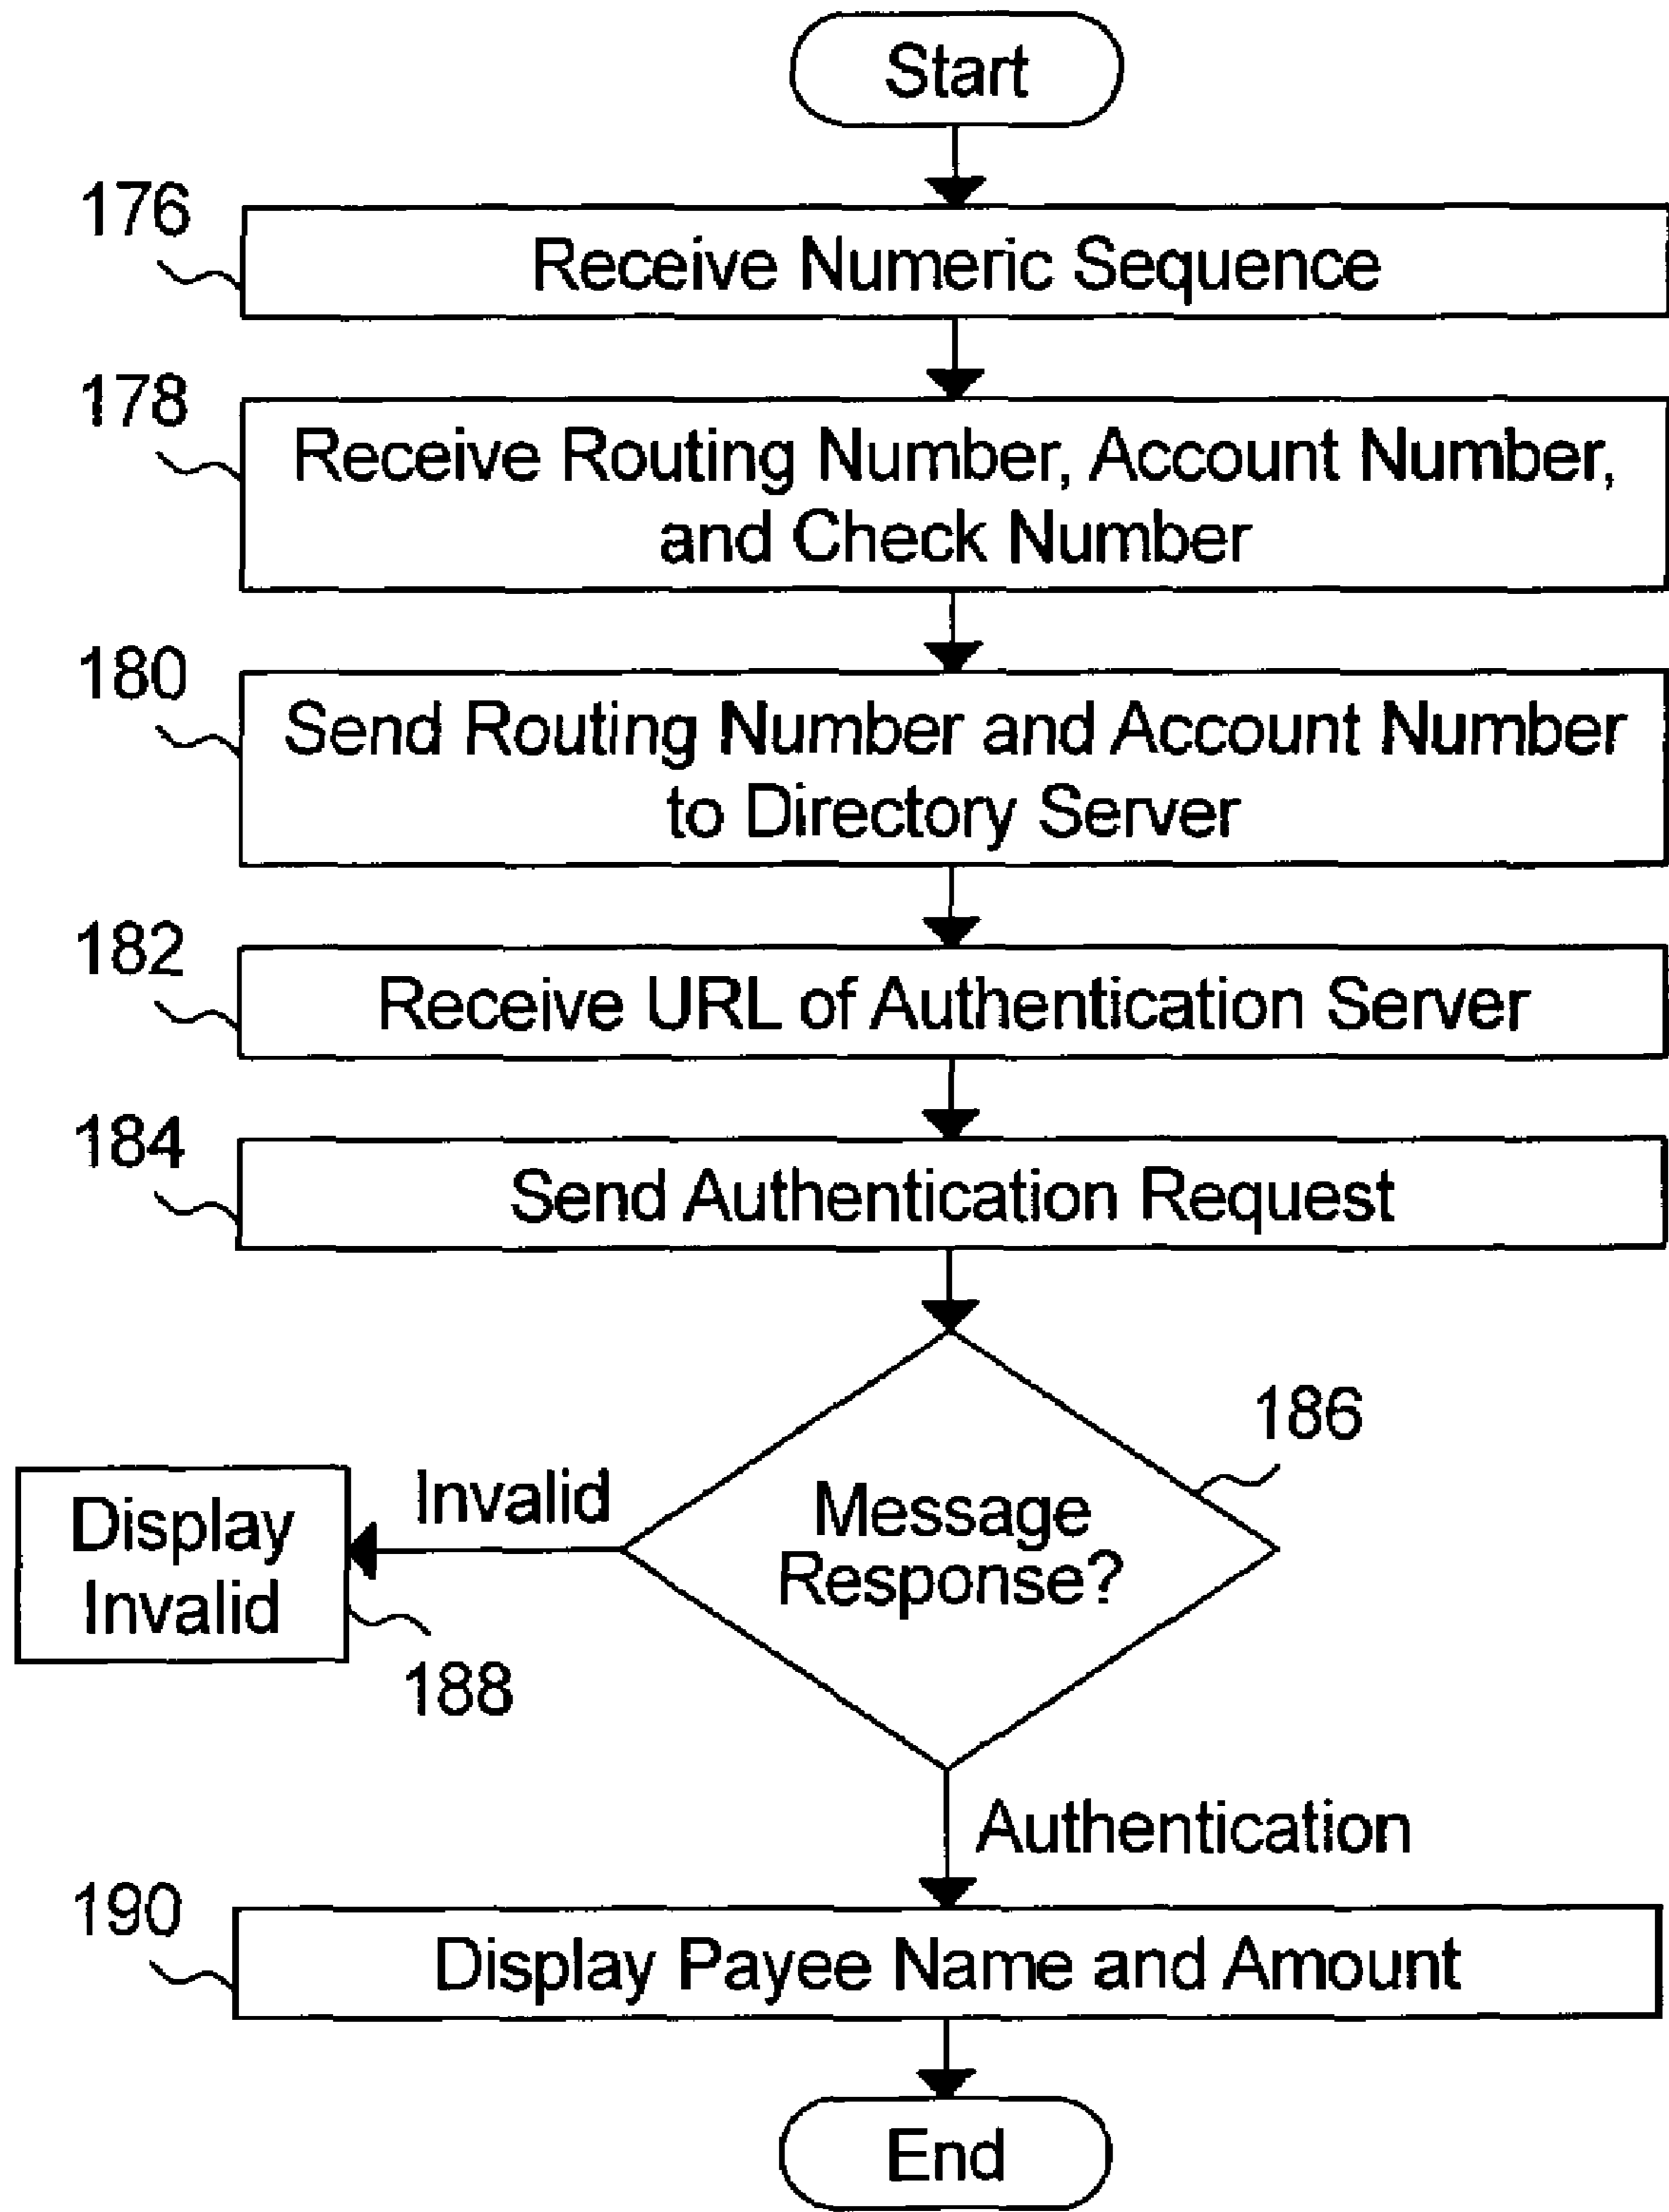 Start
176
Receive Numeric Sequence
178
Receive Routing Number, Account Number,
and Check Number
180
Send Routing Number and Account Number
to Directory Server
182
Receive URL of Authentication Server
184
Send Authentication Request
186
Message
Response?
Invalid
Display
Invalid
188
Authentication
190
Display Payee Name and Amount
End